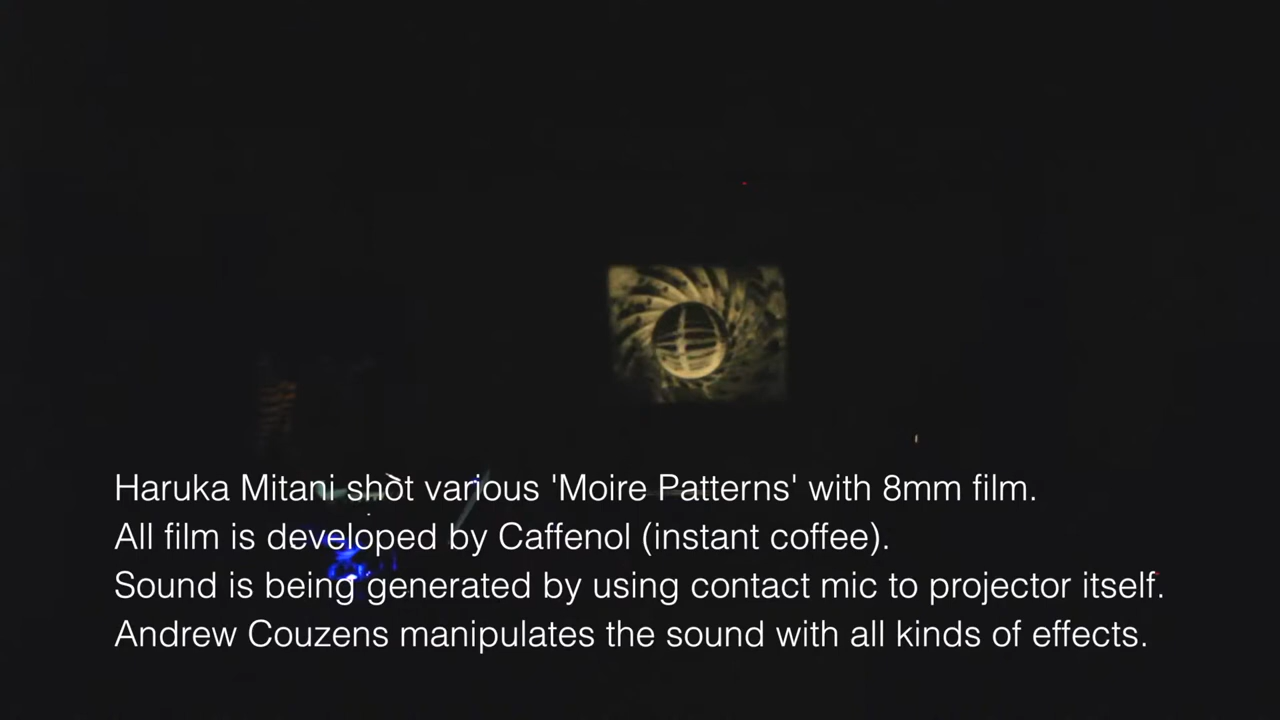 Haruka Mitani shot various 'Moire Patterns' with 8mm film.
All film is developed by Caffenol (instant coffee).
Sound is being generated by using contact mic to projector itself.
Andrew Couzens manipulates the sound with all kinds of effects.